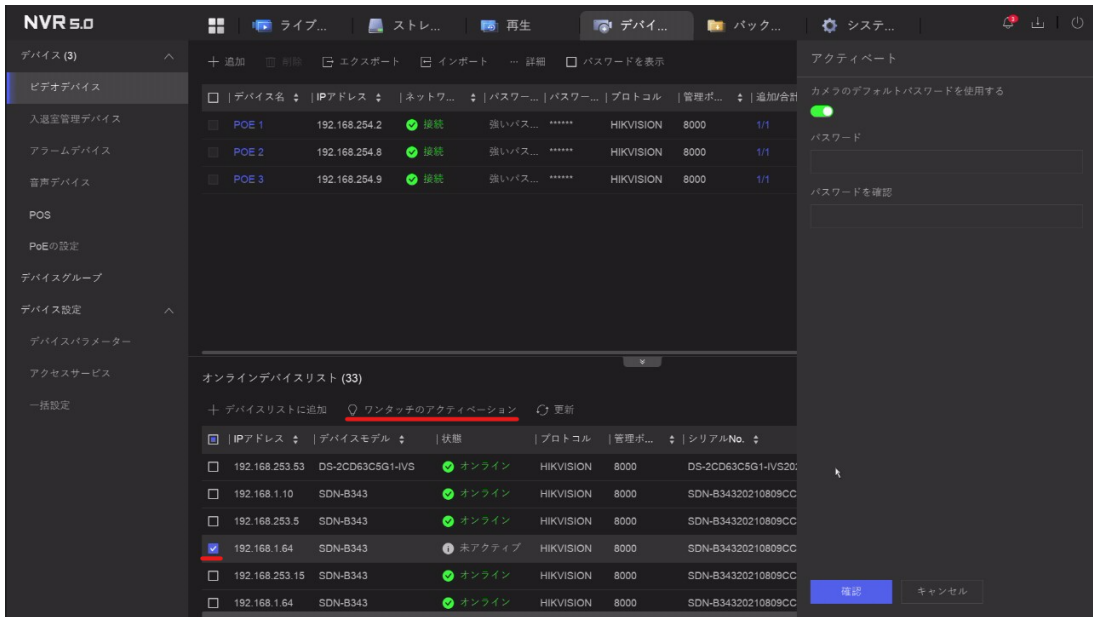 NVR 5.0
ライブ... ストレ... 再生 デバイ... バック... システ...
デバイス (3)
ビデオデバイス
入退室管理デバイス
アラームデバイス
音声デバイス
POS
PoEの設定
デバイスグループ
デバイス設定
デバイスパラメーター
アクセスサービス
一括設定
追加 削除 エクスポート インポート ... 詳細 パスワードを表示
デバイス名 IPアドレス ネットワ... パスワー... パスワー... プロトコル 管理ポ... 追加/合計
POE 1 192.168.254.2 接続 強いパス... ****** HIKVISION 8000 1/1
POE 2 192.168.254.8 接続 強いパス... ****** HIKVISION 8000 1/1
POE 3 192.168.254.9 接続 強いパス... ****** HIKVISION 8000 1/1
オンラインデバイスリスト (33)
デバイスリストに追加 ワンタッチのアクティベーション 更新
IPアドレス デバイスモデル 状態 プロトコル 管理ポ... シリアルNo.
192.168.253.53 DS-2CD63C5G1-IVS オンライン HIKVISION 8000 DS-2CD63C5G1-IVS202
192.168.1.10 SDN-B343 オンライン HIKVISION 8000 SDN-B34320210809CC
192.168.253.5 SDN-B343 オンライン HIKVISION 8000 SDN-B34320210809CC
192.168.1.64 SDN-B343 未アクティブ HIKVISION 8000 SDN-B34320210809CC
192.168.253.15 SDN-B343 オンライン HIKVISION 8000 SDN-B34320210809CC
192.168.1.64 SDN-B343 オンライン HIKVISION 8000 SDN-B34320210809CC
アクティベート
カメラのデフォルトパスワードを使用する
パスワード
パスワードを確認
確認 キャンセル